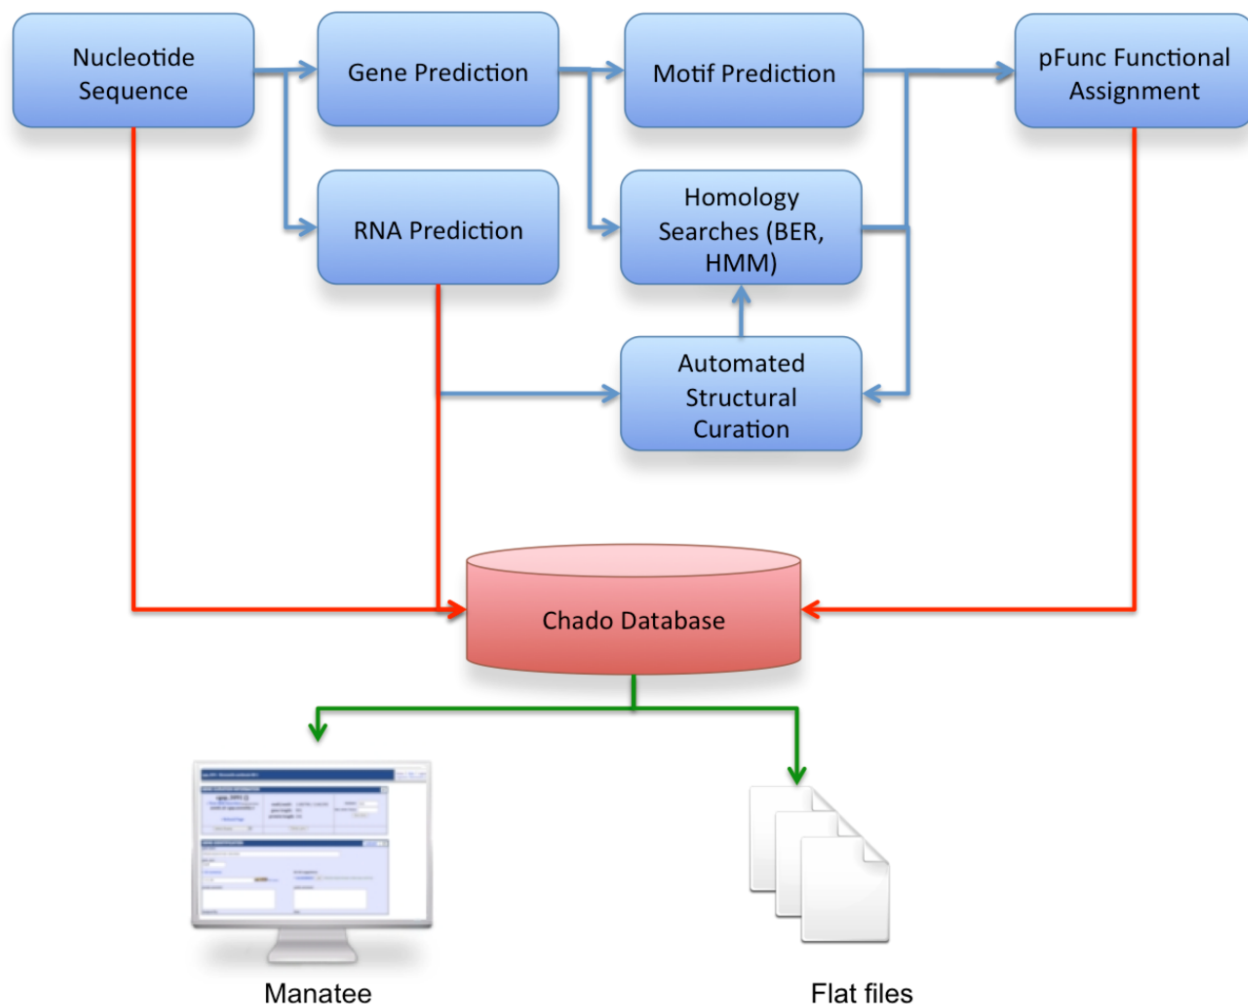 Nucleotide
Sequence
Gene Prediction
Motif Prediction
pFunc Functional
Assignment
RNA Prediction
Homology
Searches (BER,
HMM)
Automated
Structural
Curation
Chado Database
Manatee
Flat files